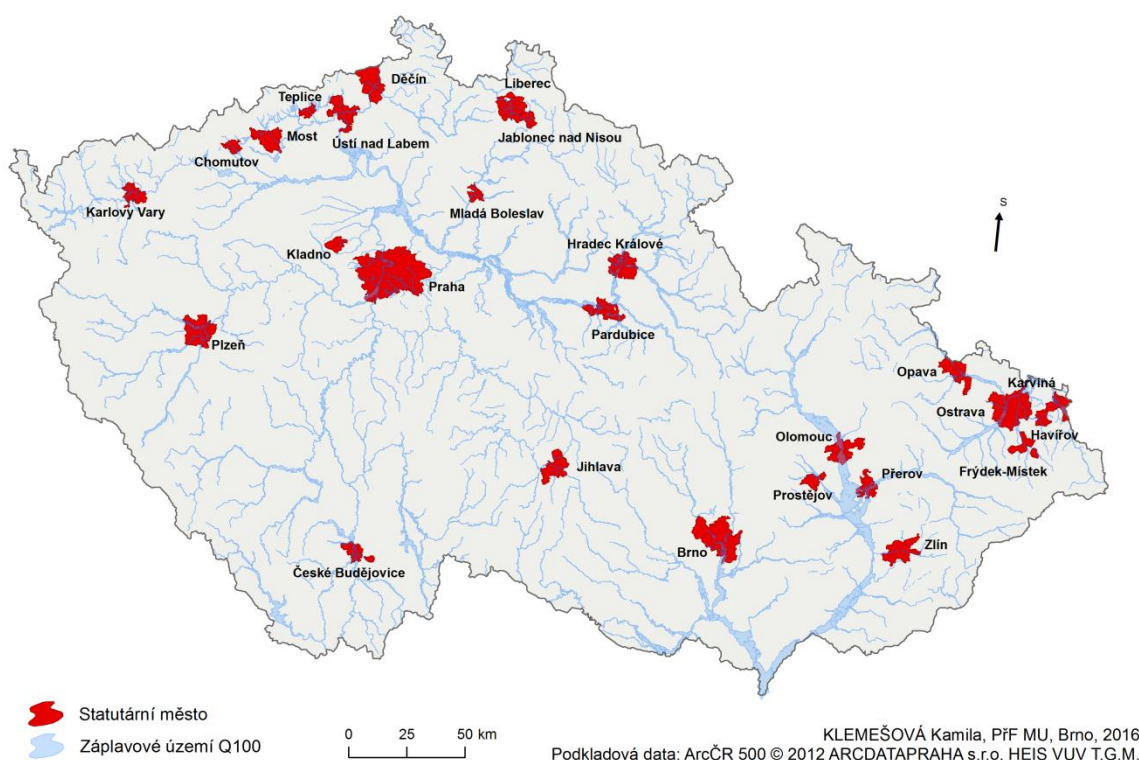 Děčín
Liberec
Teplice
Most
Ústí nad Labem
Jablonec nad Nisou
Chomutov
Karlovy Vary
Mladá Boleslav
S
Kladno
Hradec Králové
Praha
Plzeň
Pardubice
Opava
Karviná
Ostrava
Olomouc
Havířov
Jihlava
Přerov
Frýdek-Místek
Prostějov
Brno
Zlín
České Budějovice
Statutární město
Záplavové území Q100
0 25 50 km
KLEMEŠOVÁ Kamila, PřF MU, Brno, 2016
Podkladová data: ArcČR 500 © 2012 ARCDATAPRAHA s.r.o. HEIS VUV T.G.M.